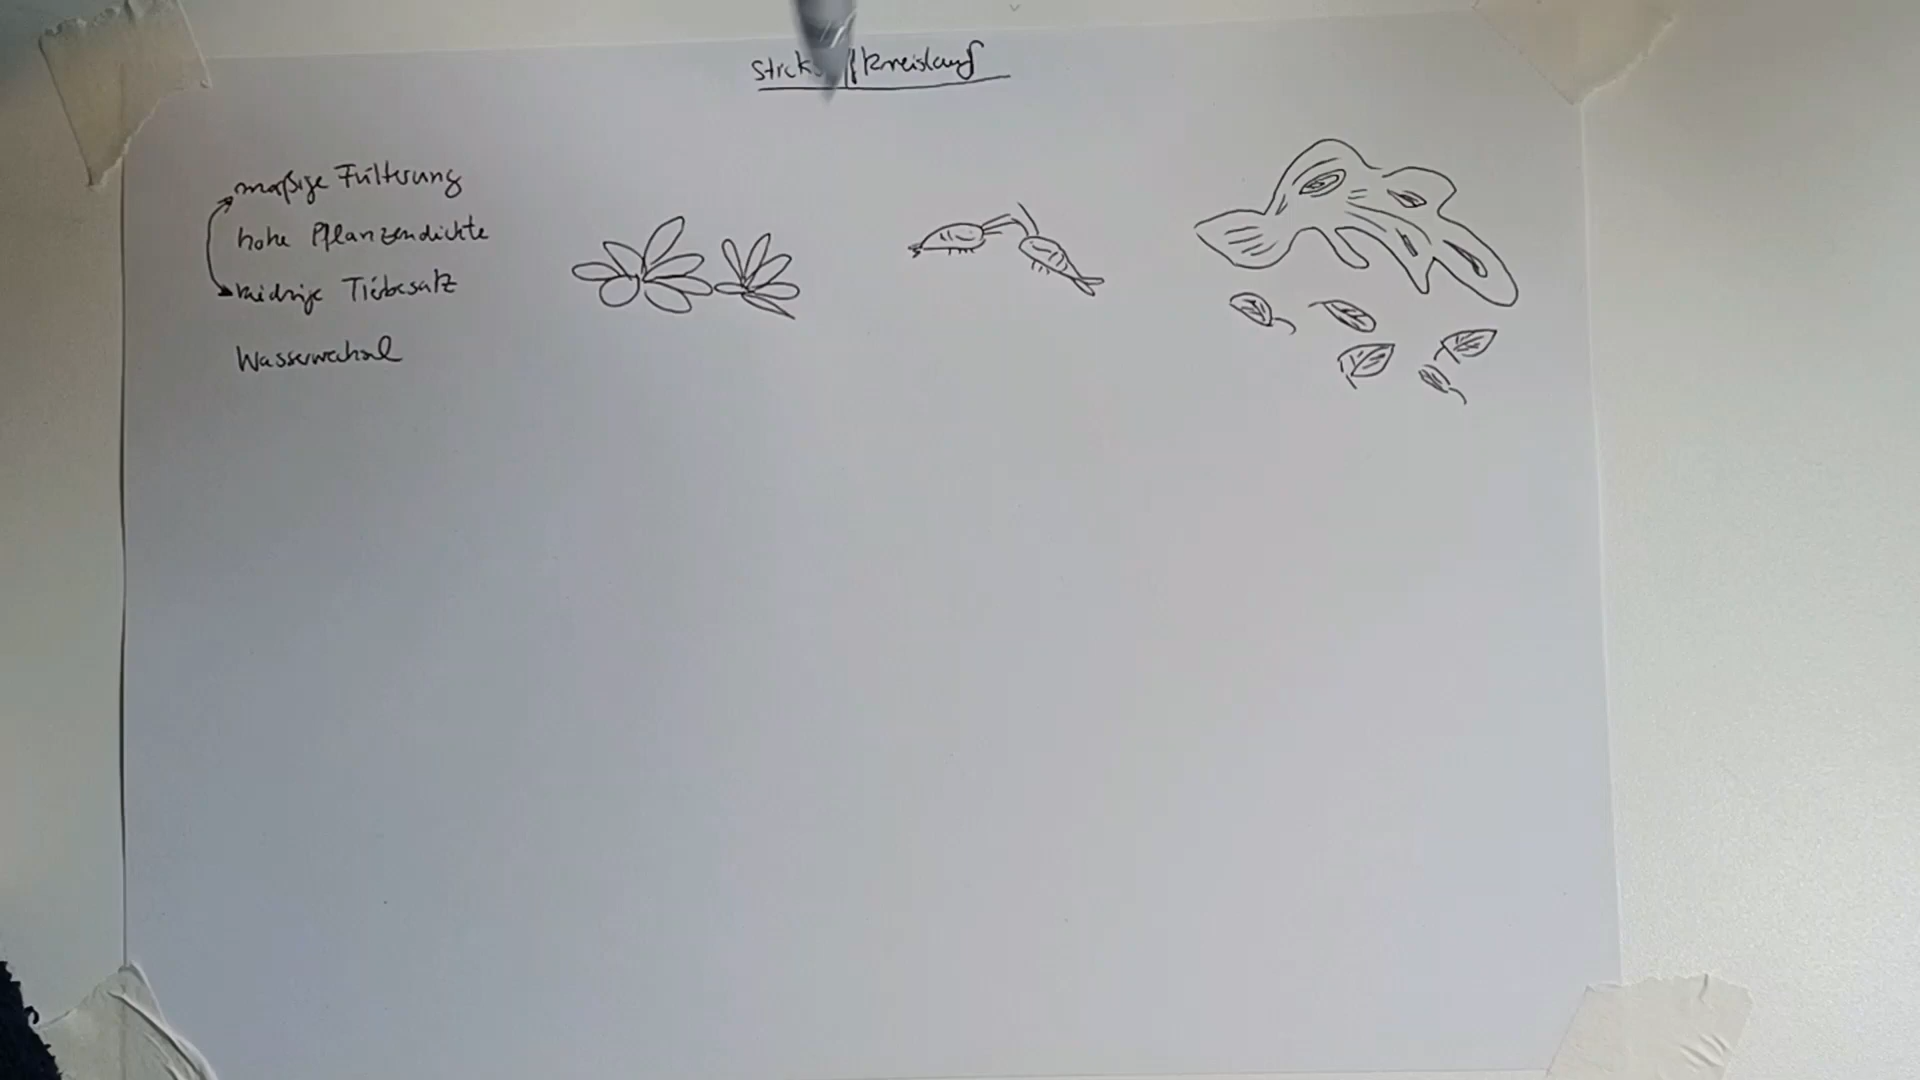 Stickstoffkreislauf
mäßige Fütterung
hohe Pflanzendichte
niedrige Tierbesatz
Wasserwechsel